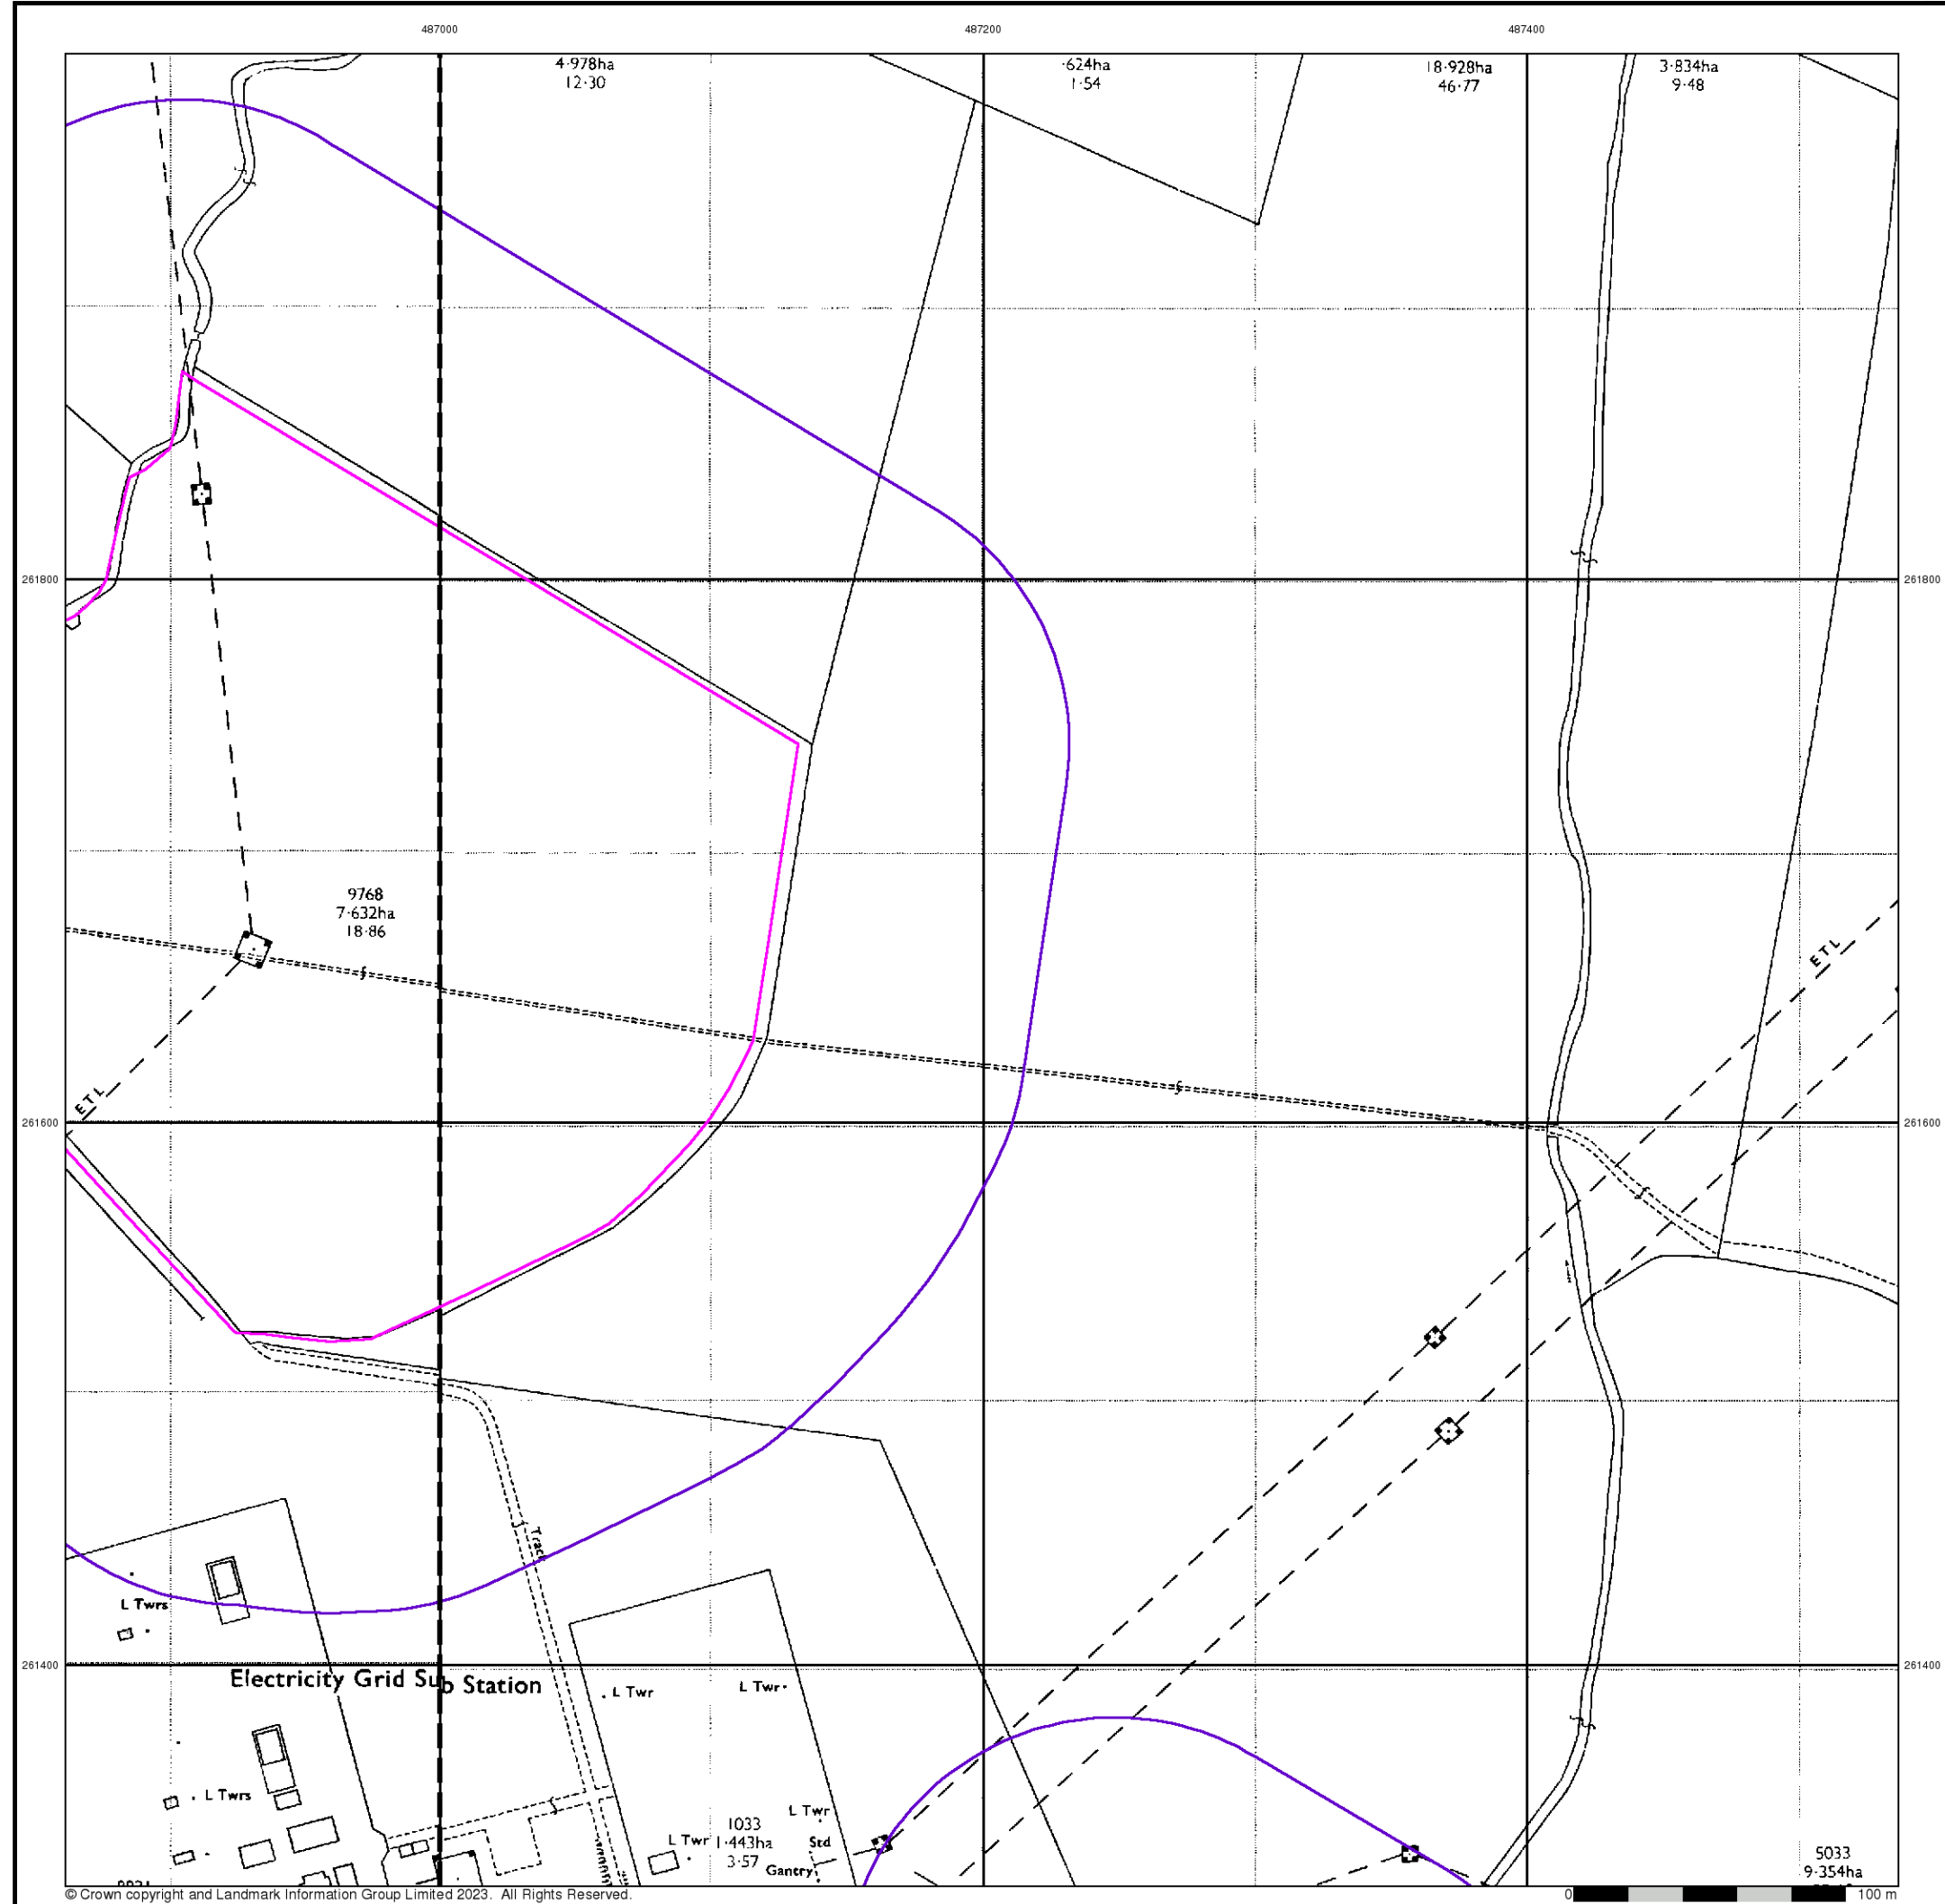 487000
487200
487400
4·978ha
12·30
·624ha
1·54
18·928ha
46·77
3·834ha
9·48
261800
261800
9768
7·632ha
18·86
ETL
ETL
261600
261600
Track
L Twrs
261400
261400
Electricity Grid Sub Station
L Twr
L Twr
L Twrs
L Twr
1033
L Twr
1·443ha
Std
3·57
Gantry
5033
9·354ha
© Crown copyright and Landmark Information Group Limited 2023. All Rights Reserved.
0
100 m